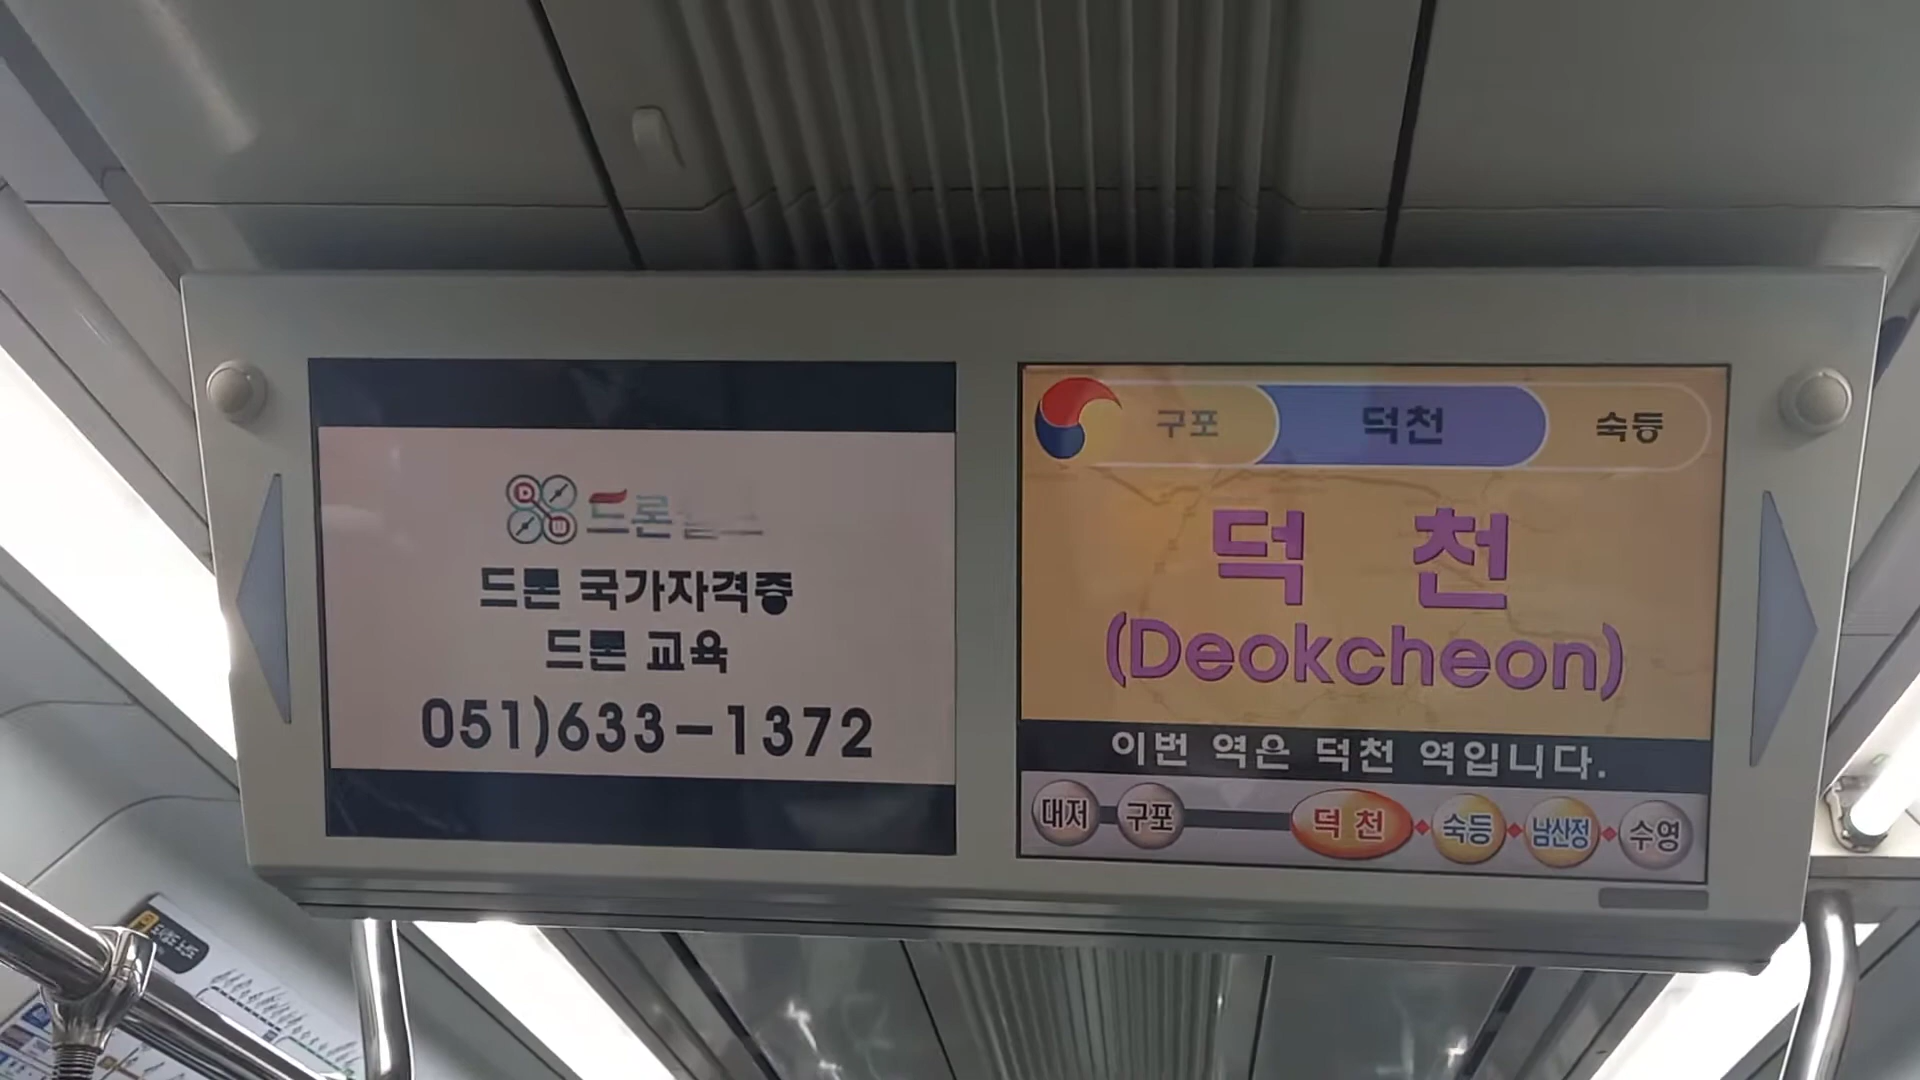 드론
드론 국가자격증
드론 교육
051)633-1372
구포 덕천 숙등
덕천
(Deokcheon)
이번 역은 덕천 역입니다.
대저 구포 덕천 숙등 남산정 수영